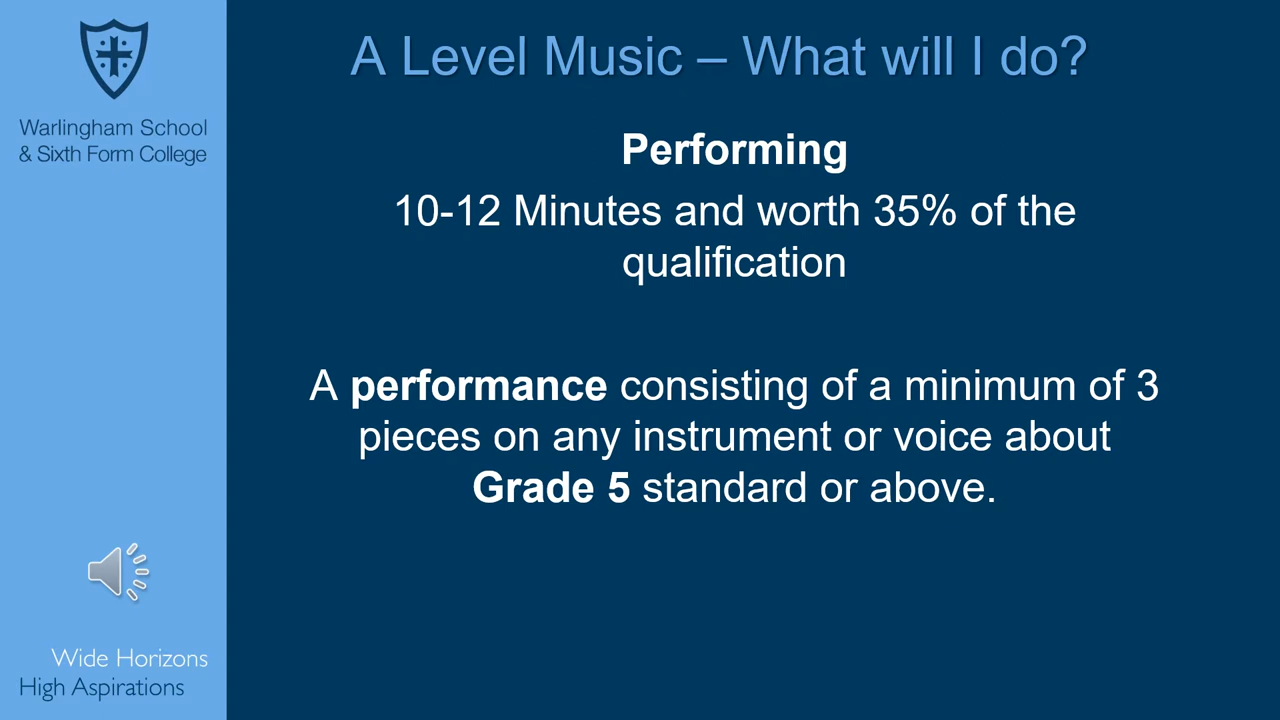 Warlingham School
& Sixth Form College
A Level Music – What will I do?
Performing
10-12 Minutes and worth 35% of the
qualification
A performance consisting of a minimum of 3
pieces on any instrument or voice about
Grade 5 standard or above.
Wide Horizons
High Aspirations